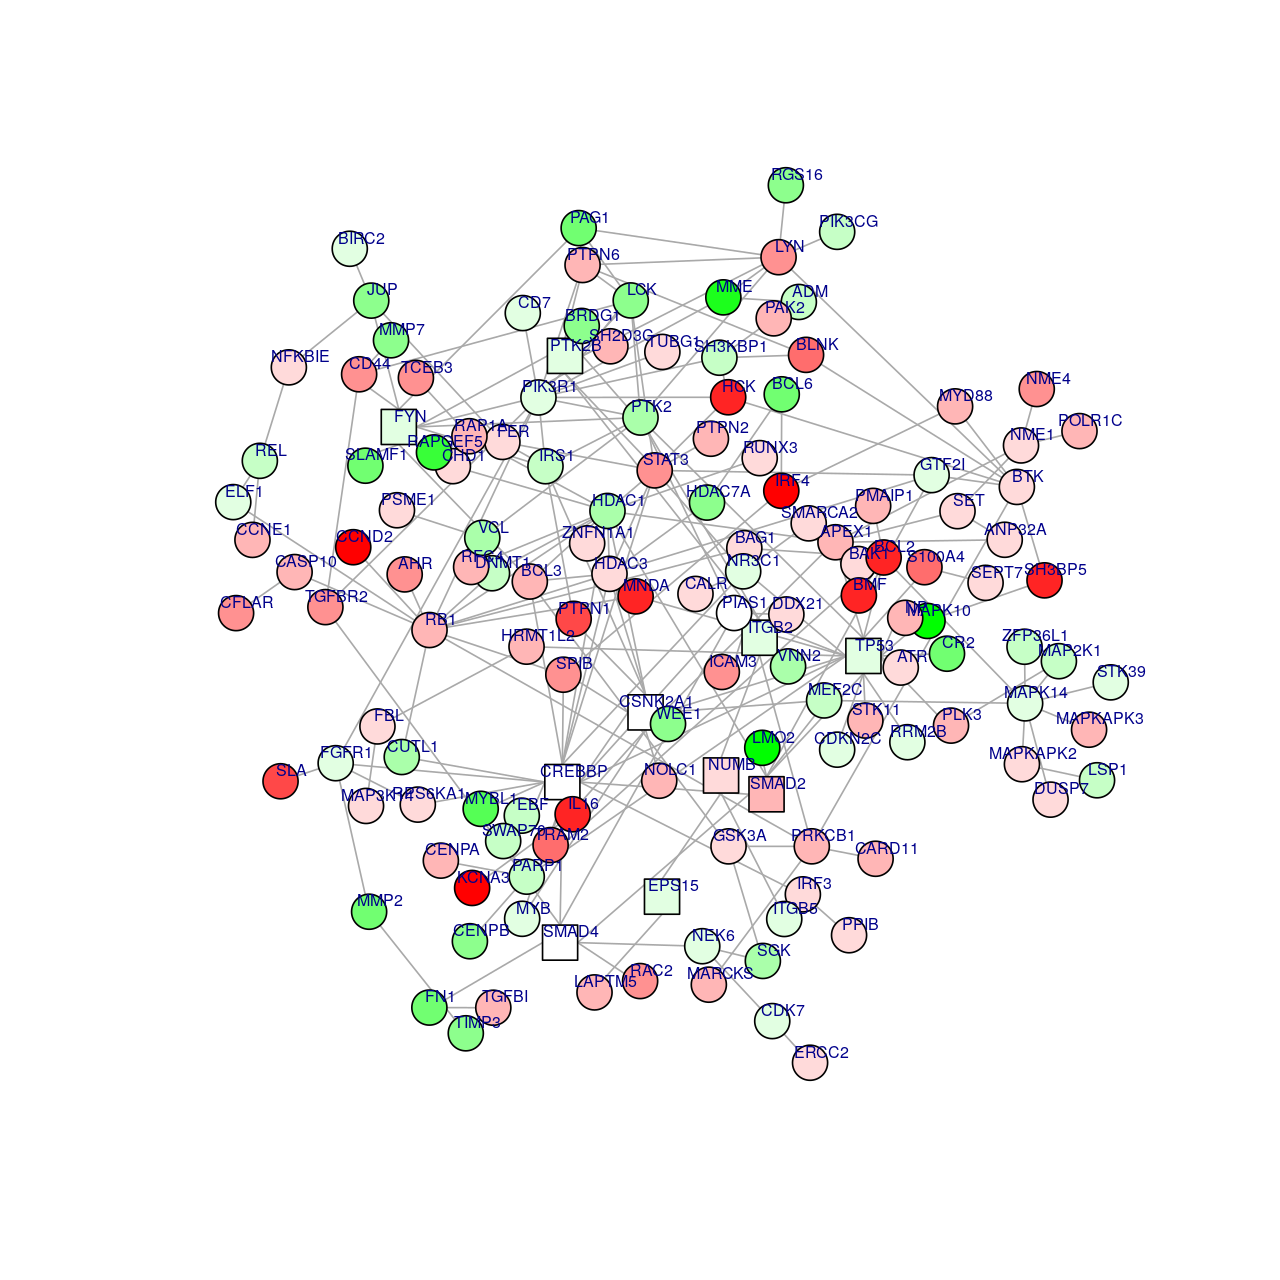 RGS16
PAG1
PIK3CG
BIRC2
PTPN6
LYN
JUP
LCK
MME
ADM
CD7
PAK2
MMP7
BRDG1
SH2D3C
TUBG1
PTK2B
SH3KBP1
BLNK
NFKBIE
CD44
TCEB3
PIK3R1
HCK
BCL6
NME4
MYD88
FYN
PTK2
RAP1A
FER
PTPN2
NME1
POLR1C
REL
SLAMF1
RAPGEF5
CHD1
IRS1
STAT3
RUNX3
GTF2I
BTK
ELF1
PSME1
HDAC1
HDAC7A
IRF4
PMAIP1
SET
SMARCA2
CCNE1
CCND2
VCL
ZNFN1A1
BAG1
APEX1
ANP32A
CASP10
AHR
RFC4
DNMT1
BCL3
HDAC3
NR3C1
BAK1
BCL2
S100A4
SEPT7
SH3BP5
CFLAR
TGFBR2
RB1
PTPN1
MNDA
CALR
PIAS1
DDX21
BMF
MAPK10
HRMT1L2
ITGB2
TP53
ZFP36L1
SPIB
ICAM3
VNN2
ATR
CR2
MAP2K1
STK39
FBL
CSNK2A1
WEE1
MEF2C
STK11
PLK3
MAPK14
MAPKAPK3
FGFR1
CUTL1
LMO2
CDKN2C
RRM2B
MAPKAPK2
SLA
CREBBP
NOLC1
NUMB
SMAD2
LSP1
RPS6KA1
MYBL1
EBF
IL16
DUSP7
SWAP70
TRAM2
GSK3A
PRKCB1
CARD11
CENPA
KCNA3
PARP1
EPS15
IRF3
MMP2
MYB
ITGB5
PPIB
CENPB
SMAD4
NEK6
SGK
LAPTM5
RAC2
MARCKS
FN1
TGFBI
TIMP3
CDK7
ERCC2